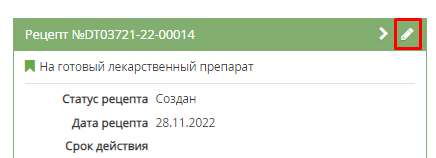 Рецепт №DT03721-22-00014
На готовый лекарственный препарат
Статус рецепта Создан
Дата рецепта 28.11.2022
Срок действия